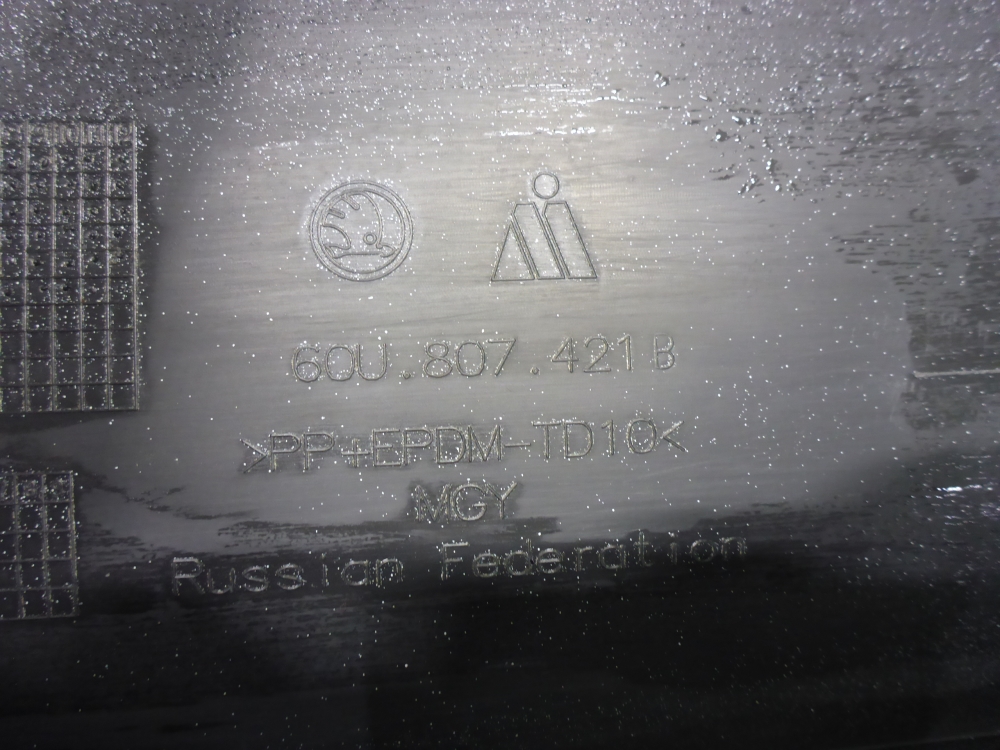 60U.807.421B
>PP+EPDM-TD10<
MGY
Russian Federation